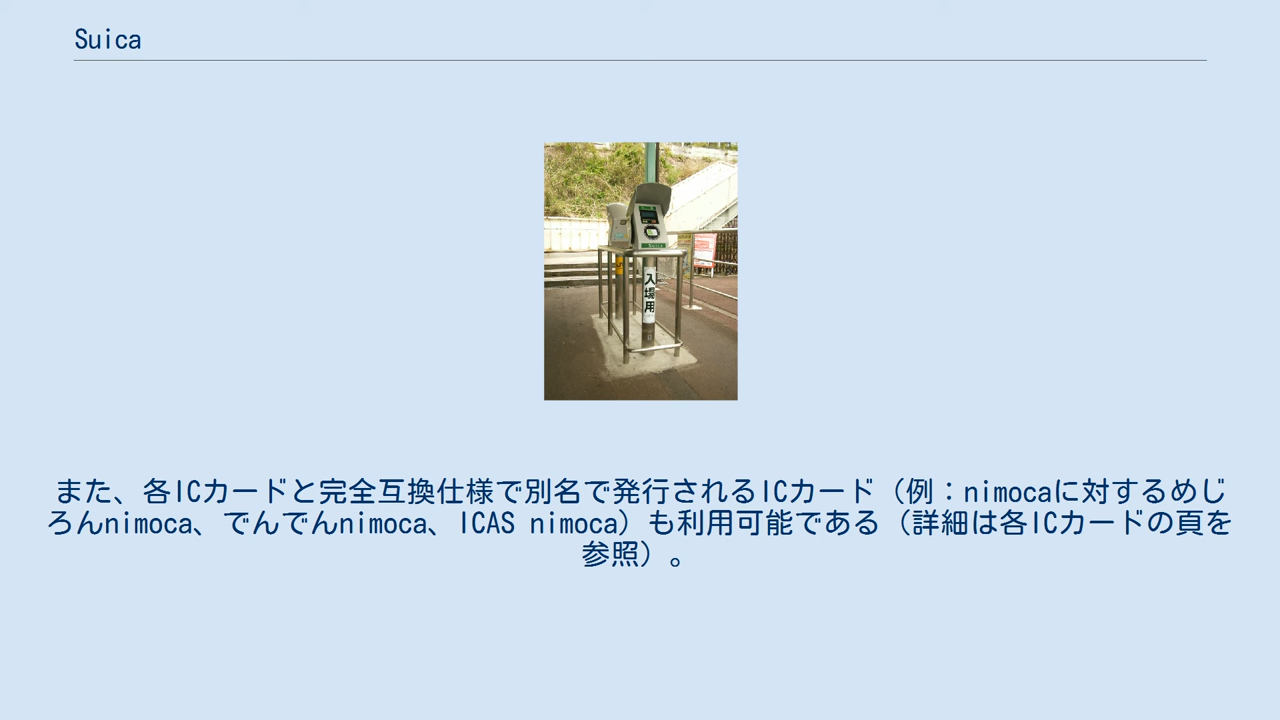 Suica
入場用
また、各ICカードと完全互換仕様で別名で発行されるICカード（例：nimocaに対するめじ
ろんnimoca、でんでんnimoca、ICAS nimoca）も利用可能である（詳細は各ICカードの頁を
参照）。